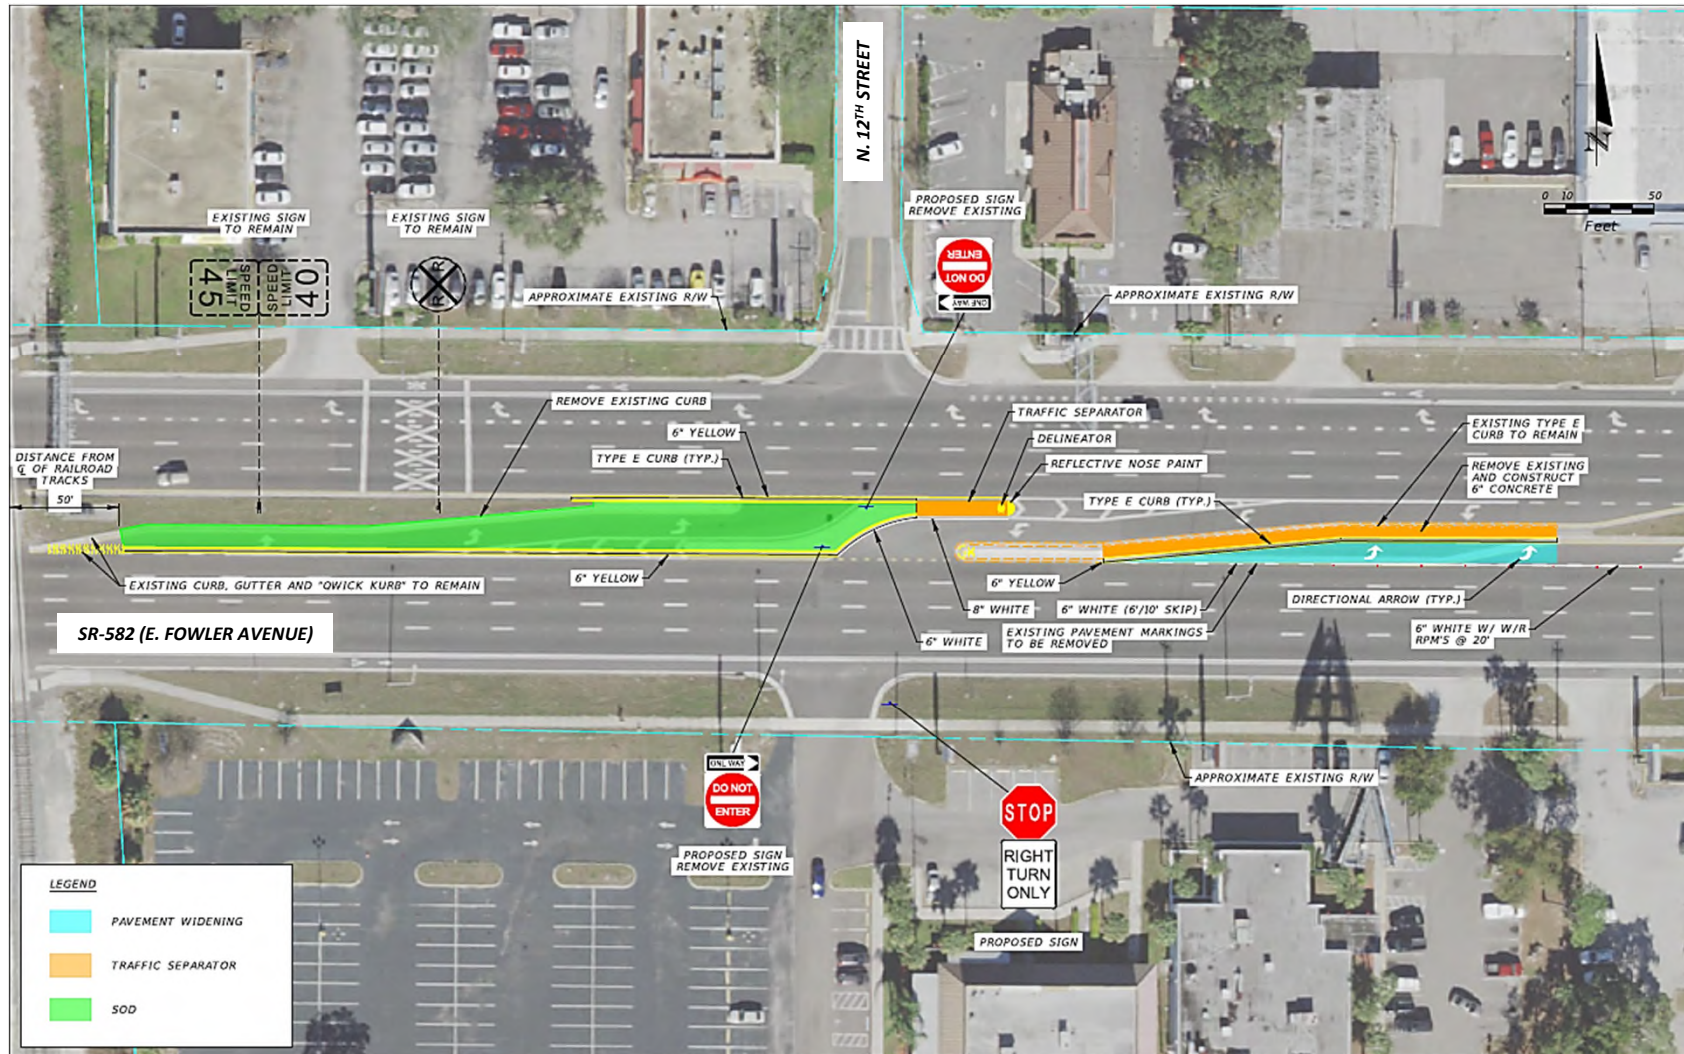 N. 12TH STREET
PROPOSED SIGN
REMOVE EXISTING
DO NOT
ENTER
ONE WAY
0 10 50
Feet
N
EXISTING SIGN
TO REMAIN
EXISTING SIGN
TO REMAIN
SPEED
LIMIT
45
SPEED
LIMIT
40
R R
APPROXIMATE EXISTING R/W
APPROXIMATE EXISTING R/W
REMOVE EXISTING CURB
6" YELLOW
TYPE E CURB (TYP.)
TRAFFIC SEPARATOR
DELINEATOR
REFLECTIVE NOSE PAINT
TYPE E CURB (TYP.)
EXISTING TYPE E
CURB TO REMAIN
REMOVE EXISTING
AND CONSTRUCT
6" CONCRETE
DISTANCE FROM
℄ OF RAILROAD
TRACKS
50'
EXISTING CURB, GUTTER AND "QWICK KURB" TO REMAIN
6" YELLOW
6" YELLOW
8" WHITE
6" WHITE
6" WHITE (6'/10' SKIP)
EXISTING PAVEMENT MARKINGS
TO BE REMOVED
DIRECTIONAL ARROW (TYP.)
6" WHITE W/ W/R
RPM'S @ 20'
SR-582 (E. FOWLER AVENUE)
ONE WAY
DO NOT
ENTER
PROPOSED SIGN
REMOVE EXISTING
APPROXIMATE EXISTING R/W
STOP
RIGHT
TURN
ONLY
PROPOSED SIGN
LEGEND
PAVEMENT WIDENING
TRAFFIC SEPARATOR
SOD